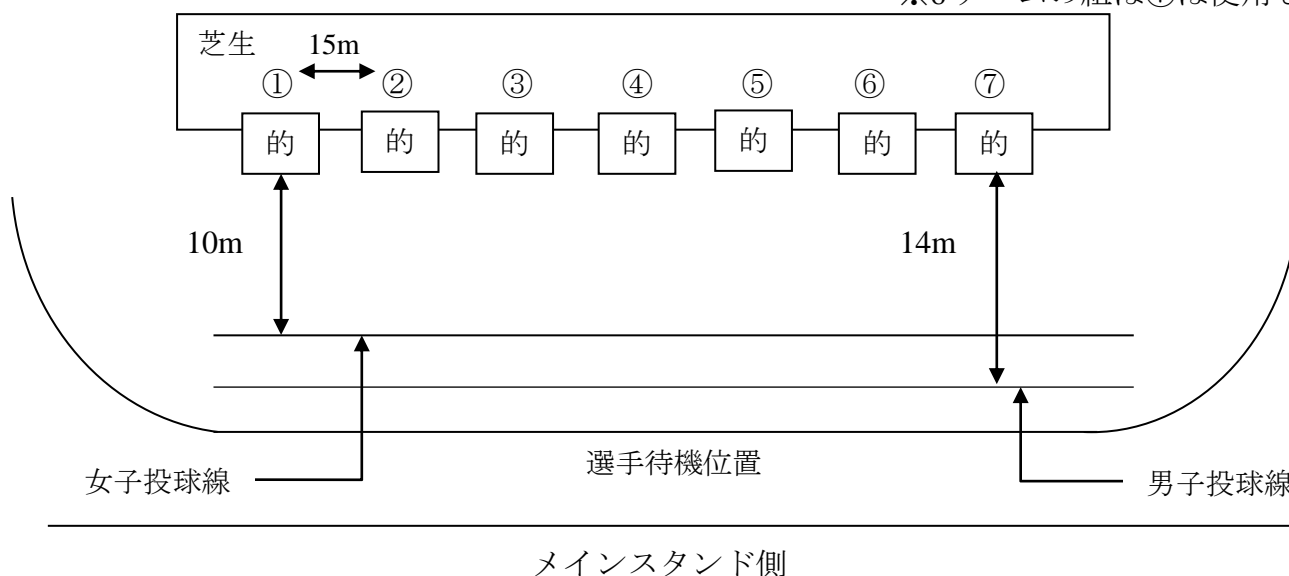 芝生 15m
① ② ③ ④ ⑤ ⑥ ⑦
的 的 的 的 的 的 的
10m 14m
選手待機位置
女子投球線 男子投球線
メインスタンド側